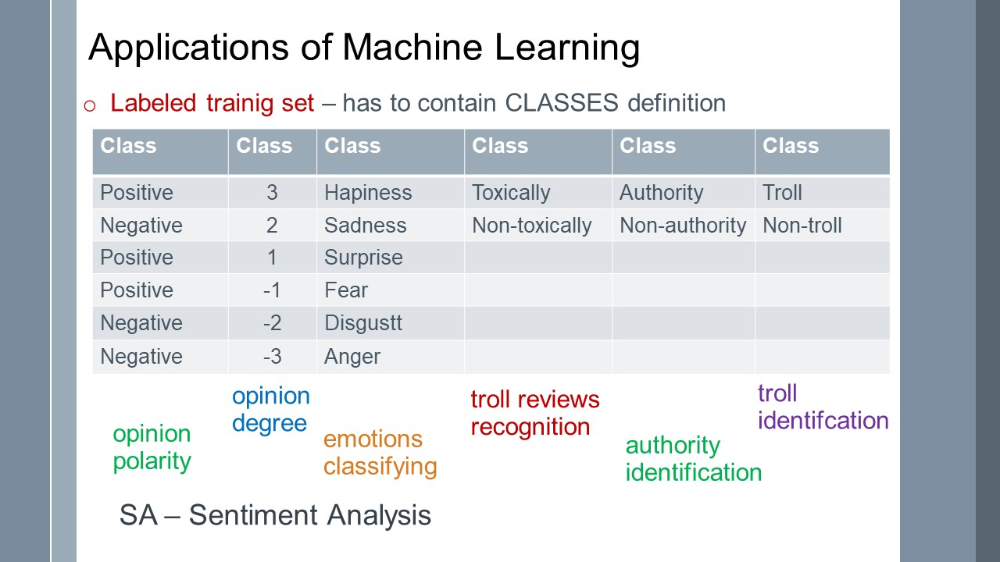 Applications of Machine Learning
o Labeled trainig set – has to contain CLASSES definition
Class Class Class Class Class Class
Positive 3 Hapiness Toxically Authority Troll
Negative 2 Sadness Non-toxically Non-authority Non-troll
Positive 1 Surprise
Positive -1 Fear
Negative -2 Disgustt
Negative -3 Anger
opinion
polarity
opinion
degree
emotions
classifying
troll reviews
recognition
authority
identification
troll
identifcation
SA – Sentiment Analysis